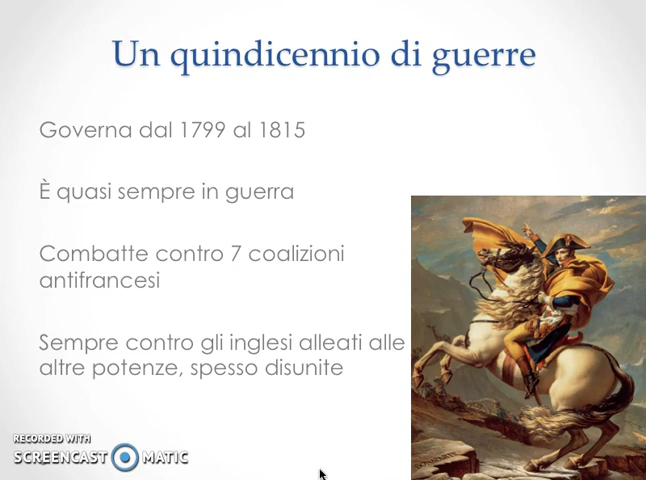 Un quindicennio di guerre
Governa dal 1799 al 1815
È quasi sempre in guerra
Combatte contro 7 coalizioni
antifrancesi
Sempre contro gli inglesi alleati alle
altre potenze, spesso disunite
RECORDED WITH
SCREENCAST MATIC